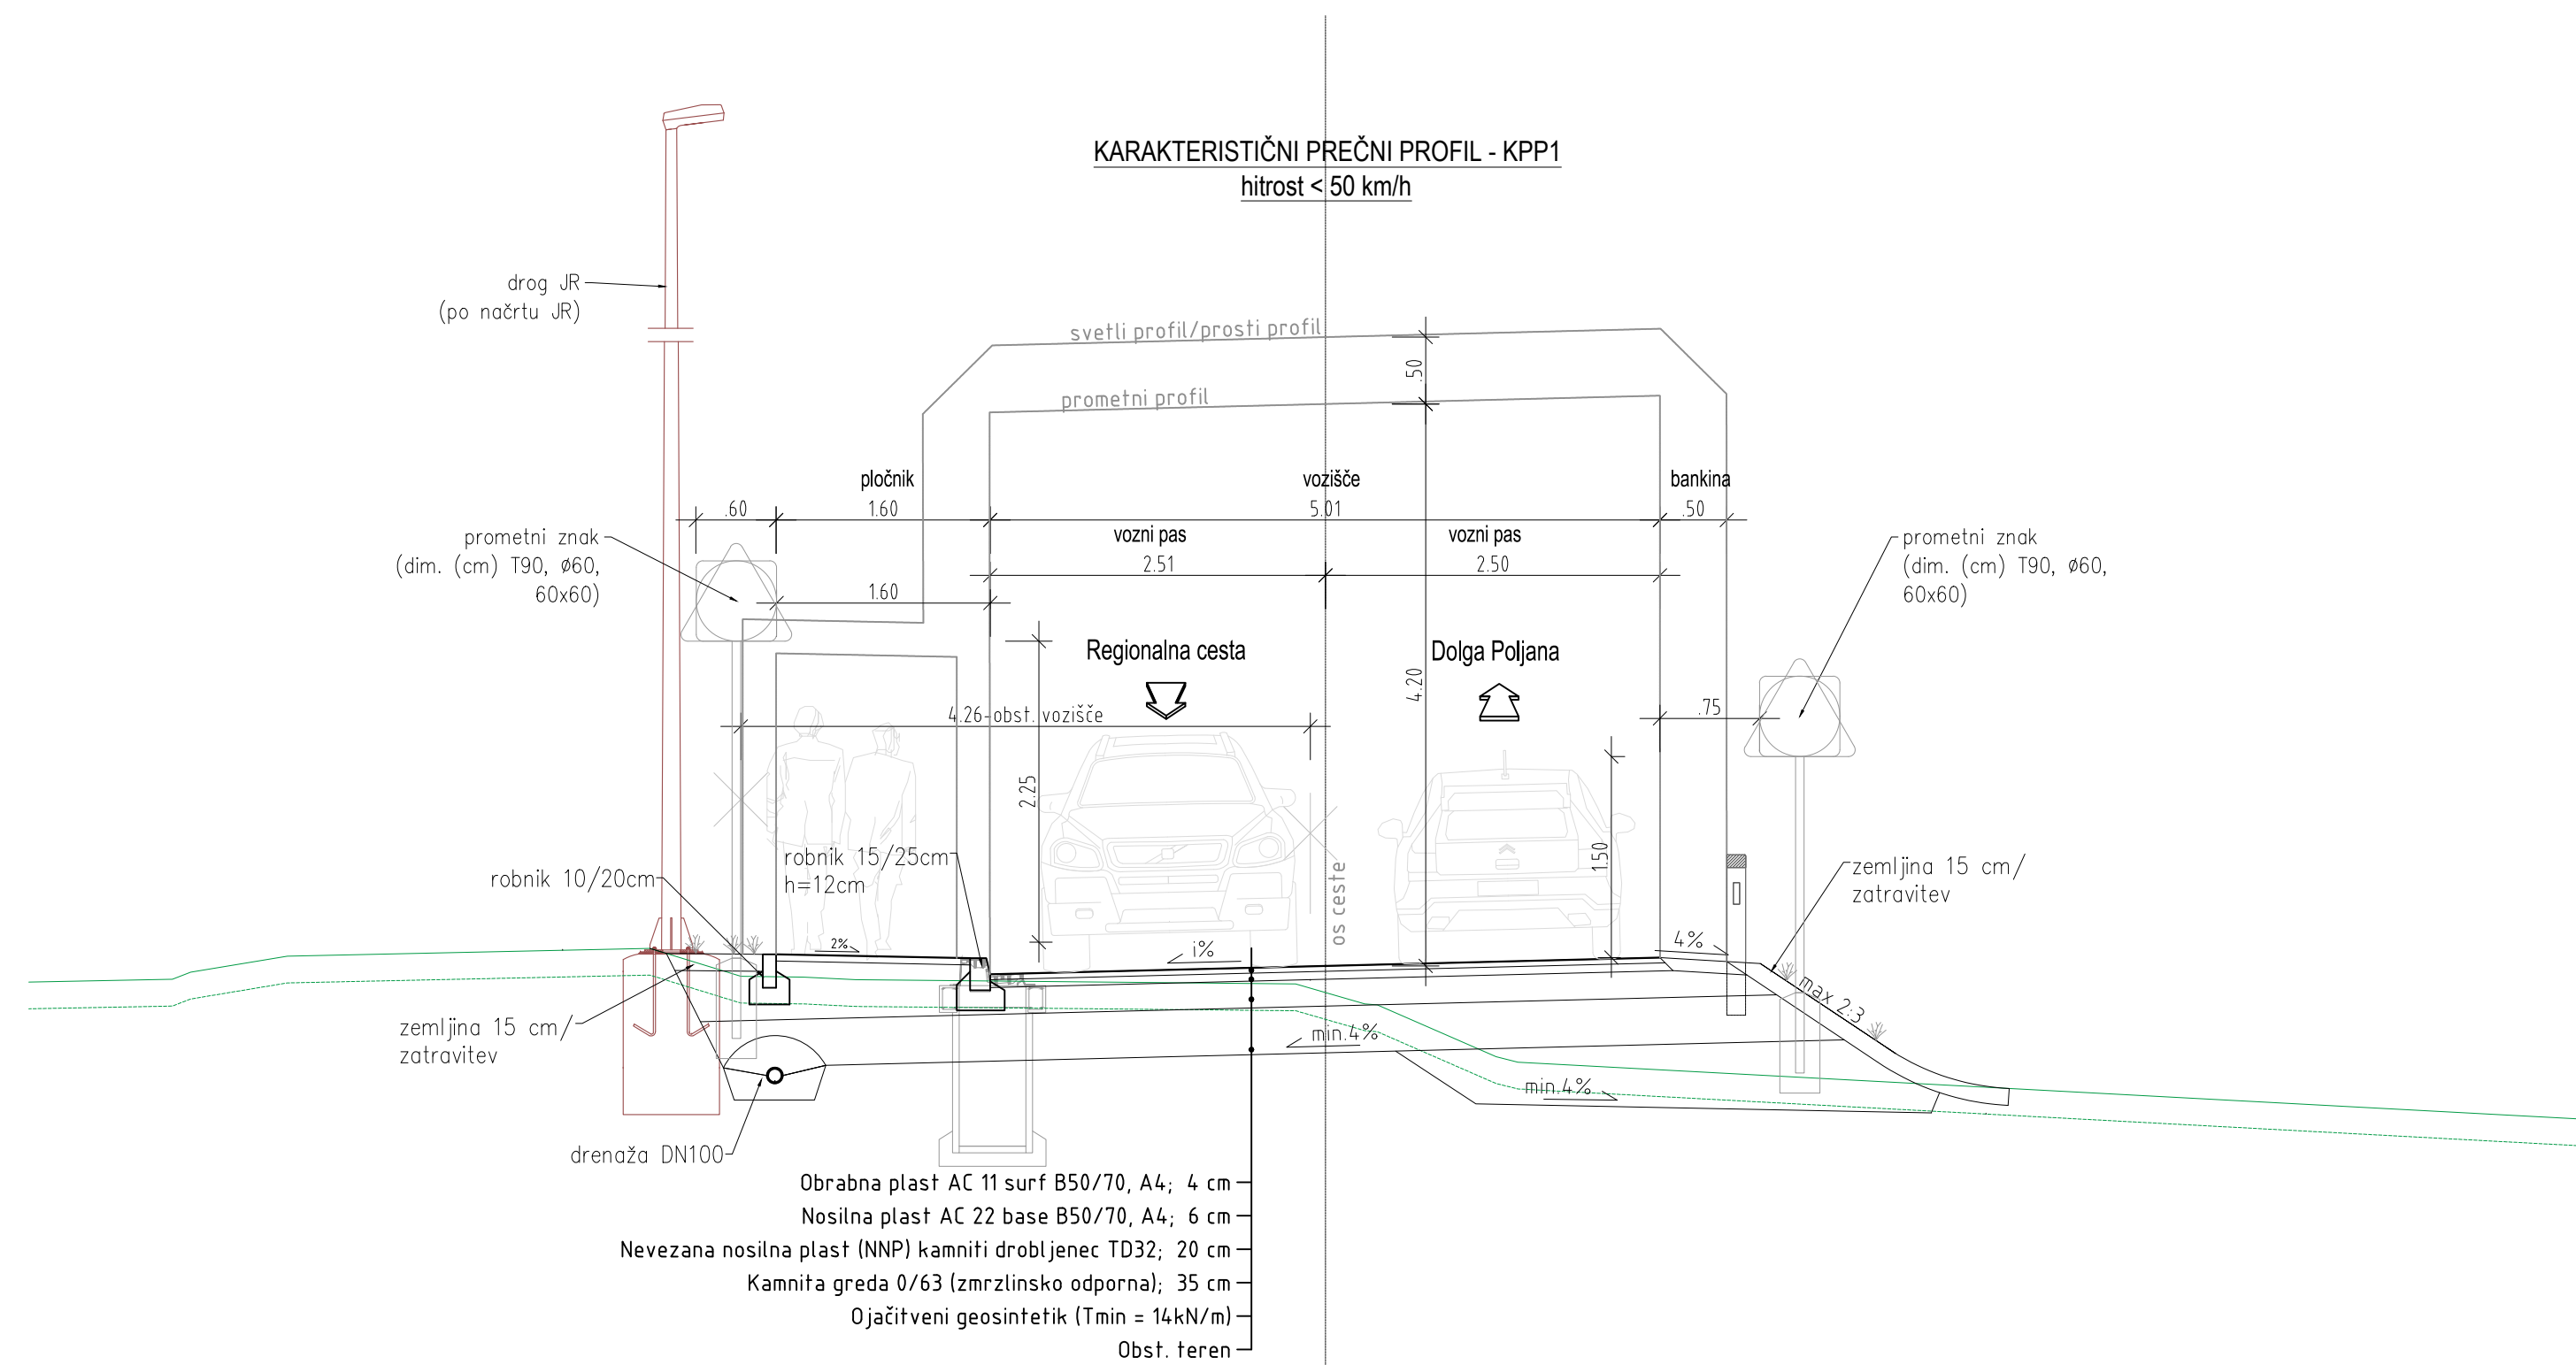 KARAKTERISTIČNI PREČNI PROFIL - KPP1
hitrost < 50 km/h
drog JR
(po načrtu JR)
svetli profil/prosti profil
.50
prometni profil
pločnik
vozišče
bankina
.60
1.60
5.01
.50
vozni pas
vozni pas
2.51
2.50
prometni znak
(dim. (cm) T90, ø60,
60x60)
1.60
prometni znak
(dim. (cm) T90, ø60,
60x60)
Regionalna cesta
Dolga Poljana
4.20
4.26-obst. vozišče
.75
2.25
1.50
robnik 15/25cm
h=12cm
robnik 10/20cm
os ceste
zemljina 15 cm/
zatravitev
2%
i%
4%
max 2:3
zemljina 15 cm/
zatravitev
min.4%
min.4%
drenaža DN100
Obrabna plast AC 11 surf B50/70, A4; 4 cm
Nosilna plast AC 22 base B50/70, A4; 6 cm
Nevezana nosilna plast (NNP) kamniti drobljenec TD32; 20 cm
Kamnita greda 0/63 (zmrzlinsko odporna); 35 cm
Ojačitveni geosintetik (Tmin = 14kN/m)
Obst. teren